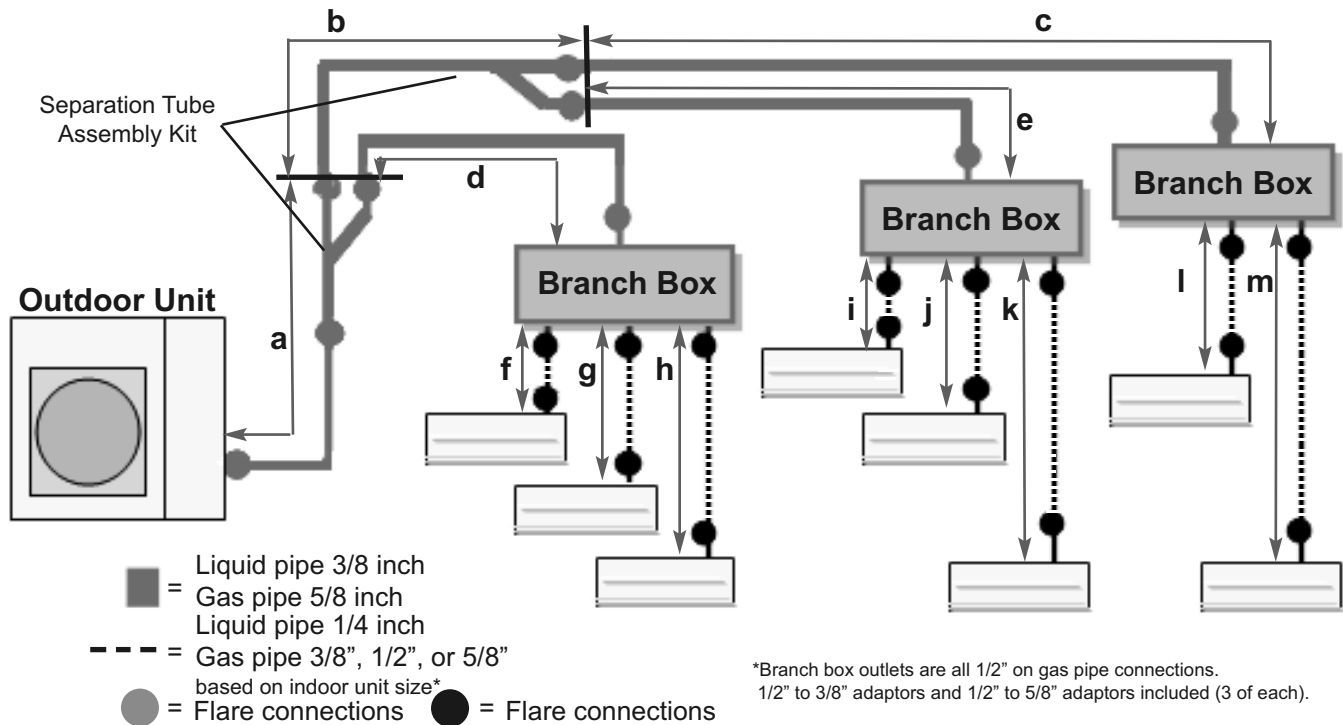 b
c
Separation Tube
Assembly Kit
e
d
Branch Box
Branch Box
Branch Box
Outdoor Unit
a
f
g
h
i
j
k
l
m
= Liquid pipe 3/8 inch
Gas pipe 5/8 inch
Liquid pipe 1/4 inch
= Gas pipe 3/8”, 1/2”, or 5/8”
based on indoor unit size*
= Flare connections
= Flare connections
*Branch box outlets are all 1/2” on gas pipe connections.
1/2” to 3/8” adaptors and 1/2” to 5/8” adaptors included (3 of each).